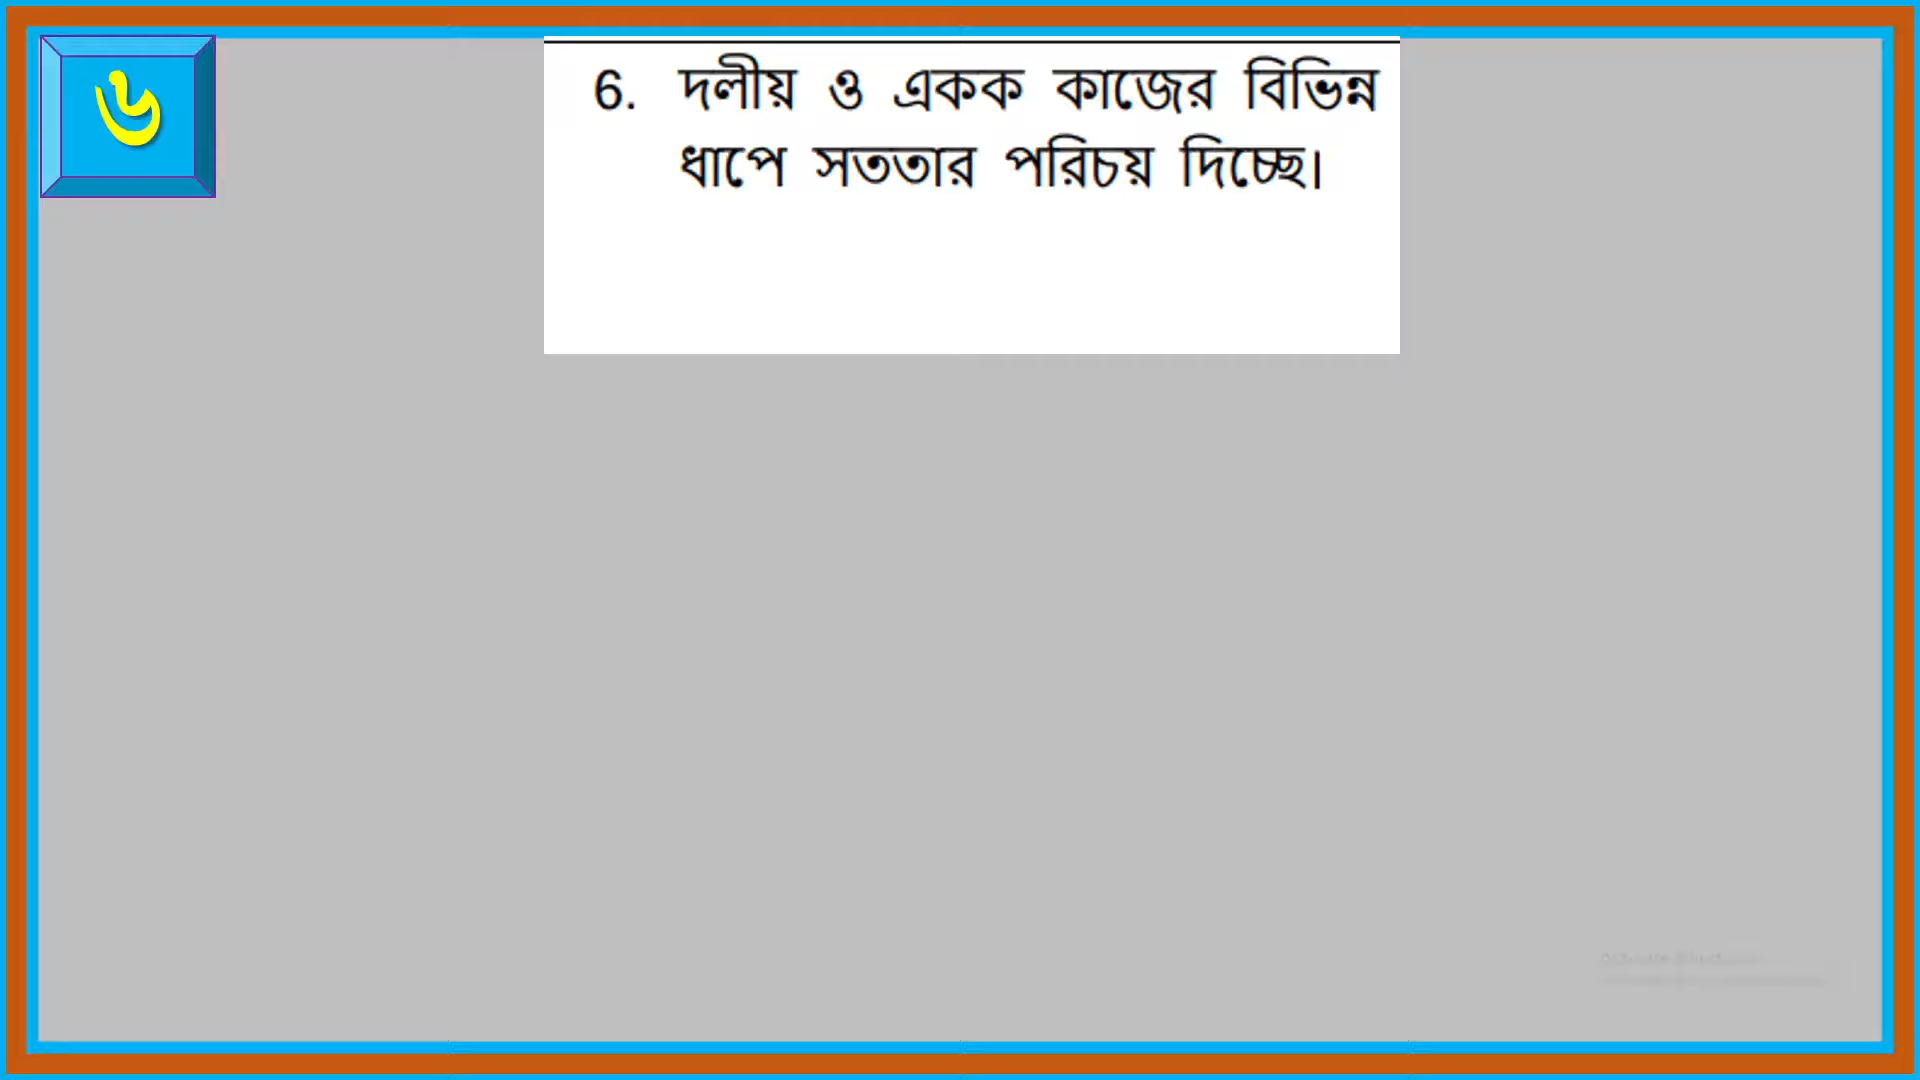 ৬
6. দলীয় ও একক কাজের বিভিন্ন
ধাপে সততার পরিচয় দিচ্ছে।